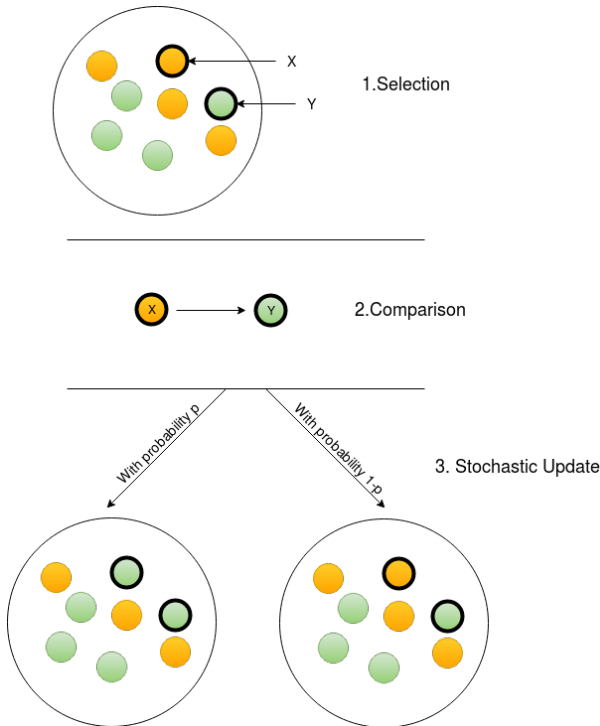 X
1.Selection
Y
X
Y
2.Comparison
With probability p
With probability 1-p
3. Stochastic Update